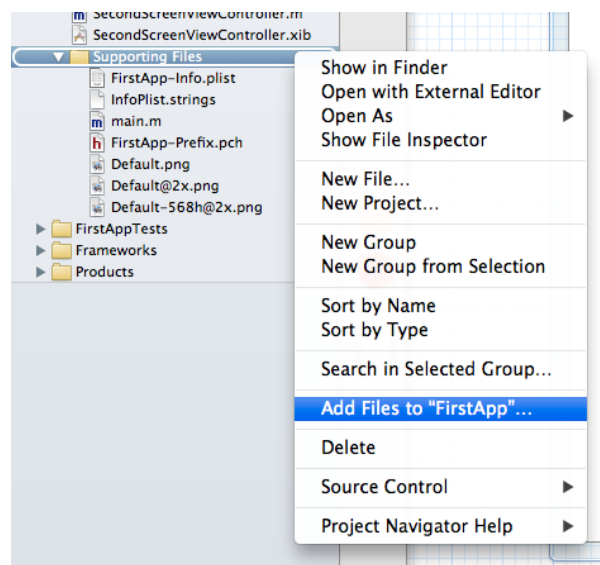 SecondScreenViewController.m
SecondScreenViewController.xib
Supporting Files
FirstApp-Info.plist
InfoPlist.strings
m main.m
h FirstApp-Prefix.pch
Default.png
Default@2x.png
Default-568h@2x.png
FirstAppTests
Frameworks
Products
Show in Finder
Open with External Editor
Open As
Show File Inspector
New File...
New Project...
New Group
New Group from Selection
Sort by Name
Sort by Type
Search in Selected Group...
Add Files to “FirstApp”...
Delete
Source Control
Project Navigator Help